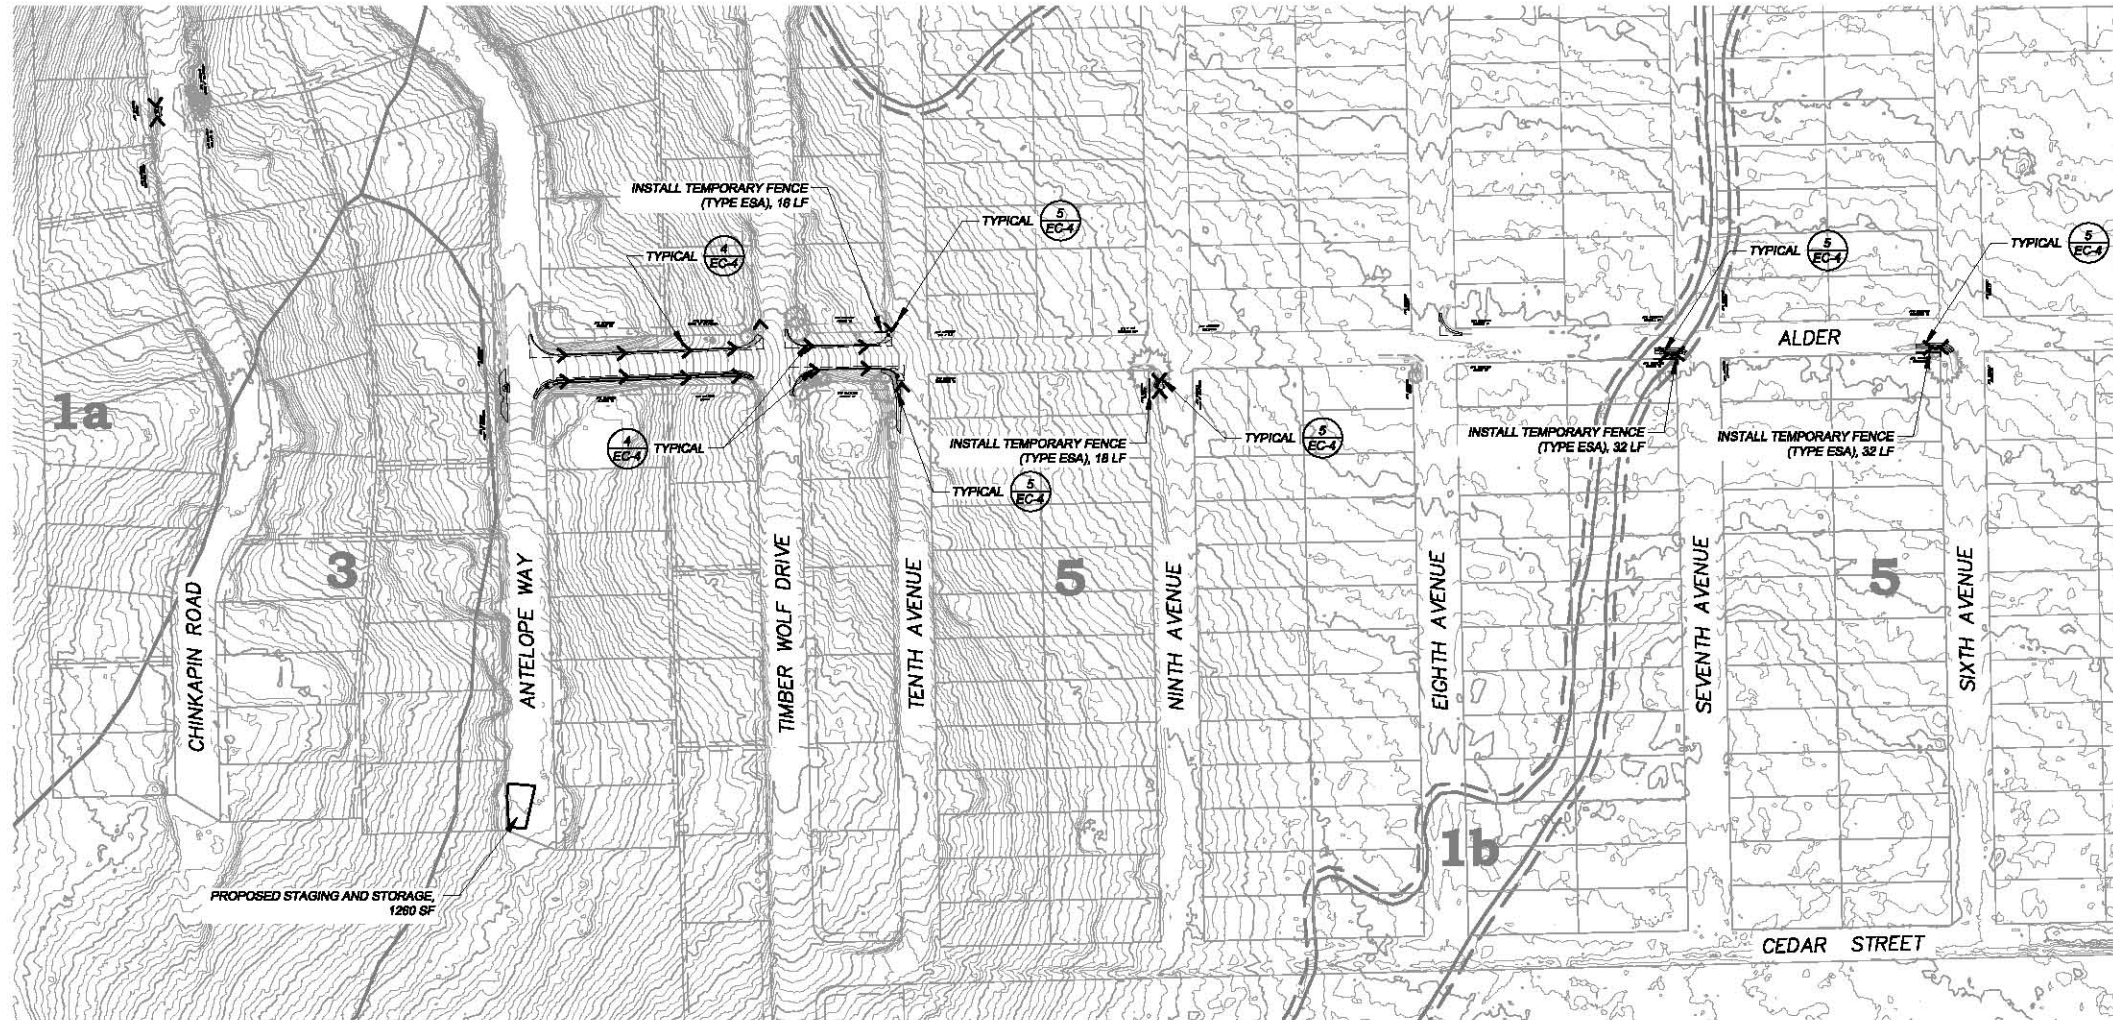 INSTALL TEMPORARY FENCE
(TYPE ESA), 18 LF
TYPICAL
5
EC-4
TYPICAL
4
EC-4
TYPICAL
5
EC-4
TYPICAL
5
EC-4
ALDER
1a
4
EC-4
TYPICAL
INSTALL TEMPORARY FENCE
(TYPE ESA), 18 LF
TYPICAL
5
EC-4
INSTALL TEMPORARY FENCE
(TYPE ESA), 32 LF
INSTALL TEMPORARY FENCE
(TYPE ESA), 32 LF
TYPICAL
5
EC-4
3
5
5
CHINKAPIN ROAD
ANTELOPE WAY
TIMBER WOLF DRIVE
TENTH AVENUE
NINTH AVENUE
EIGHTH AVENUE
SEVENTH AVENUE
SIXTH AVENUE
1b
PROPOSED STAGING AND STORAGE,
1260 SF
CEDAR STREET